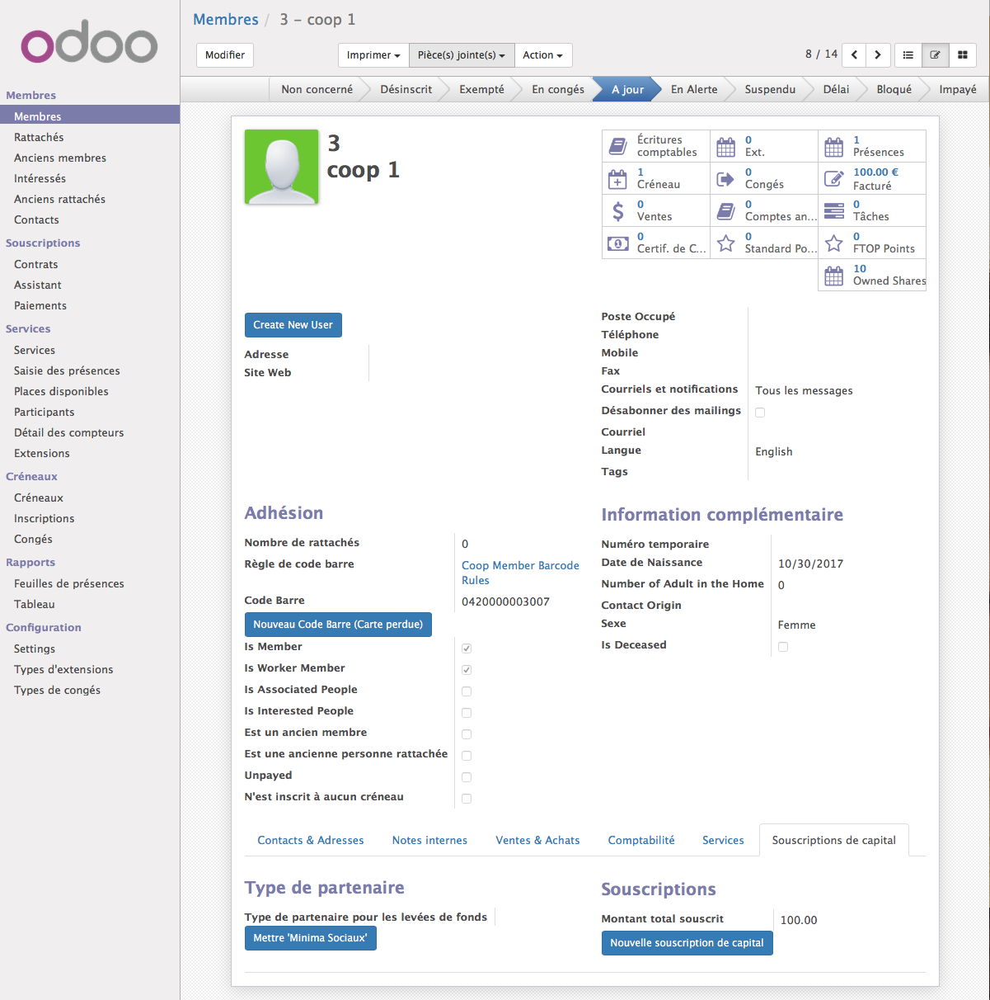 odoo
Membres / 3 – coop 1
Modifier
Imprimer
Pièce(s) jointe(s)
Action
8 / 14
Non concerné
Désinscrit
Exempté
En congés
A jour
En Alerte
Suspendu
Délai
Bloqué
Impayé
Membres
Membres
Rattachés
Anciens membres
Intéressés
Anciens rattachés
Contacts
Souscriptions
Contrats
Assistant
Paiements
Services
Services
Saisie des présences
Places disponibles
Participants
Détail des compteurs
Extensions
Créneaux
Créneaux
Inscriptions
Congés
Rapports
Feuilles de présences
Tableau
Configuration
Settings
Types d'extensions
Types de congés
3
coop 1
Écritures
comptables
0
Ext.
1
Présences
1
Créneau
0
Congés
100.00 €
Facturé
0
Ventes
0
Comptes an...
0
Tâches
0
Certif. de C...
0
Standard Po...
0
FTOP Points
10
Owned Shares
Create New User
Adresse
Site Web
Poste Occupé
Téléphone
Mobile
Fax
Courriels et notifications Tous les messages
Désabonner des mailings
Courriel
Langue English
Tags
Adhésion
Nombre de rattachés 0
Règle de code barre Coop Member Barcode
Rules
Code Barre 0420000003007
Nouveau Code Barre (Carte perdue)
Is Member
Is Worker Member
Is Associated People
Is Interested People
Est un ancien membre
Est une ancienne personne rattachée
Unpayed
N'est inscrit à aucun créneau
Information complémentaire
Numéro temporaire
Date de Naissance 10/30/2017
Number of Adult in the Home 0
Contact Origin
Sexe Femme
Is Deceased
Contacts & Adresses
Notes internes
Ventes & Achats
Comptabilité
Services
Souscriptions de capital
Type de partenaire
Type de partenaire pour les levées de fonds
Mettre 'Minima Sociaux'
Souscriptions
Montant total souscrit 100.00
Nouvelle souscription de capital